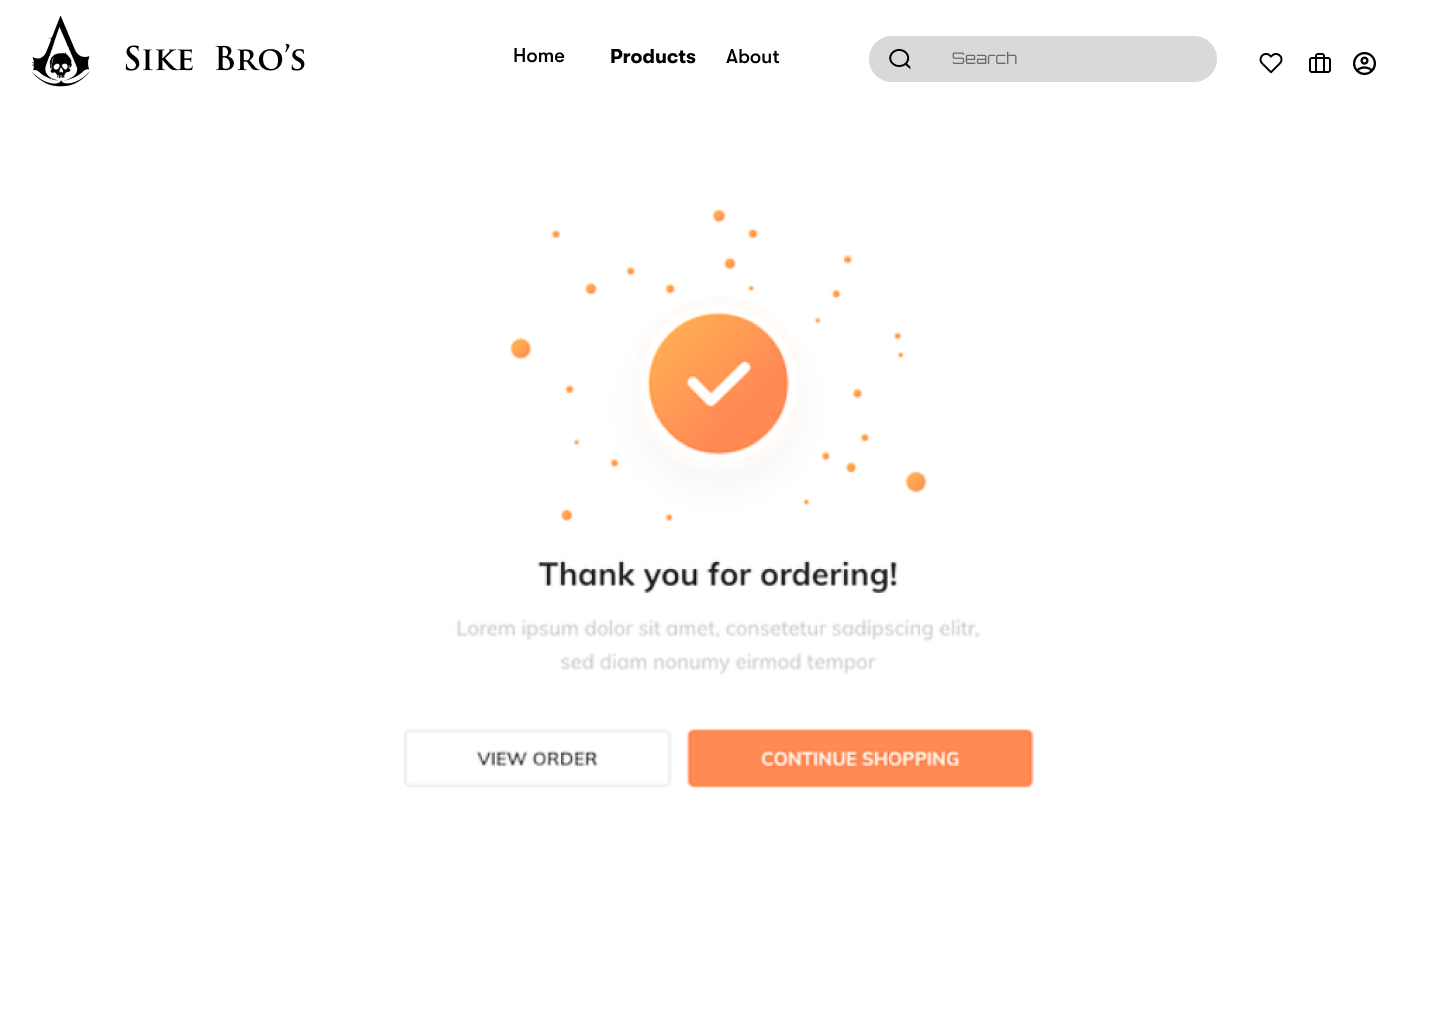 Sike Bro’s
Home Products About
Search
Thank you for ordering!
Lorem ipsum dolor sit amet, consetetur sadipscing elitr,
sed diam nonumy eirmod tempor
VIEW ORDER
CONTINUE SHOPPING